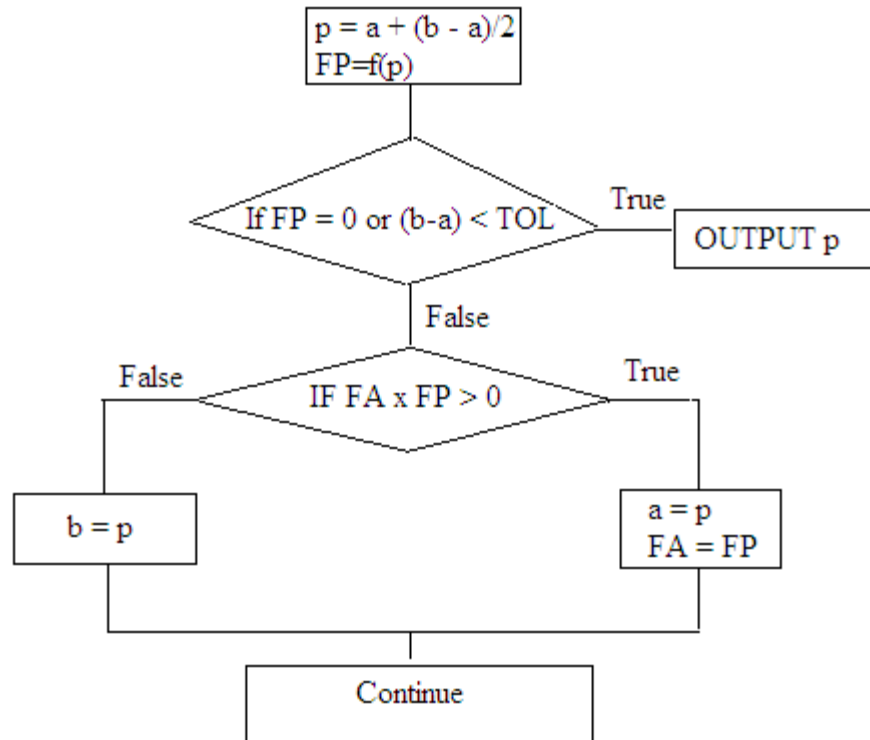 p = a + (b - a)/2
FP=f(p)
If FP = 0 or (b-a) < TOL
True
OUTPUT p
False
False
IF FA x FP > 0
True
b = p
a = p
FA = FP
Continue